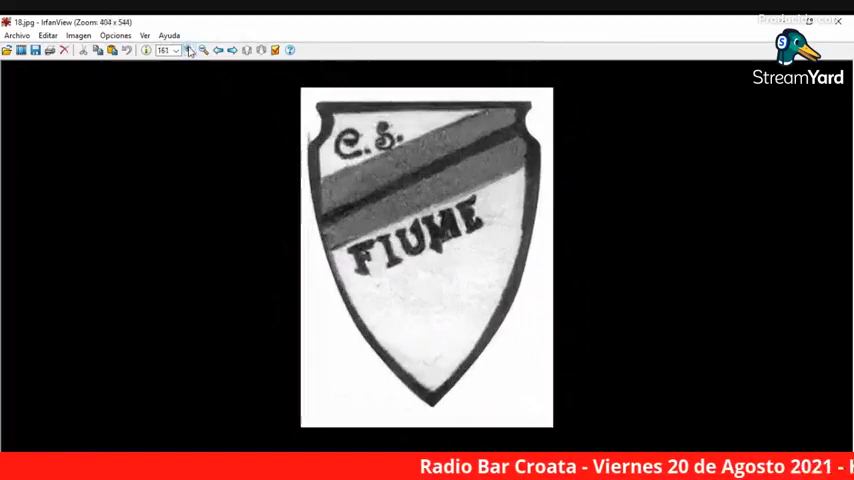 18.jpg - IrfanView (Zoom: 404 x 544)
Archivo Editar Imagen Opciones Ver Ayuda
161
StreamYard
C. S.
FIUME
Radio Bar Croata - Viernes 20 de Agosto 2021 -